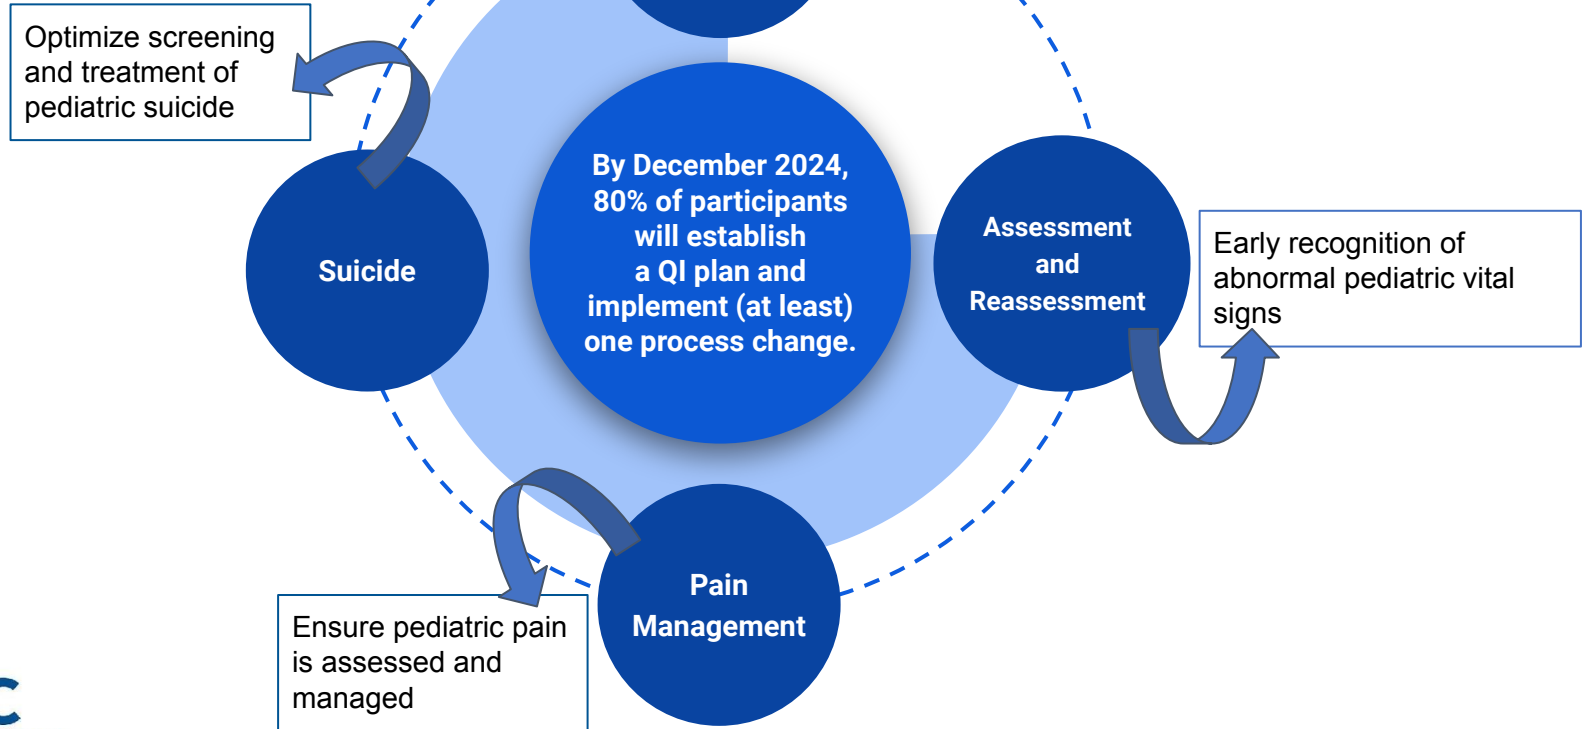 Optimize screening
and treatment of
pediatric suicide
By December 2024,
80% of participants
will establish
a QI plan and
implement (at least)
one process change.
Suicide
Assessment
and
Reassessment
Early recognition of
abnormal pediatric vital
signs
Pain
Management
Ensure pediatric pain
is assessed and
managed